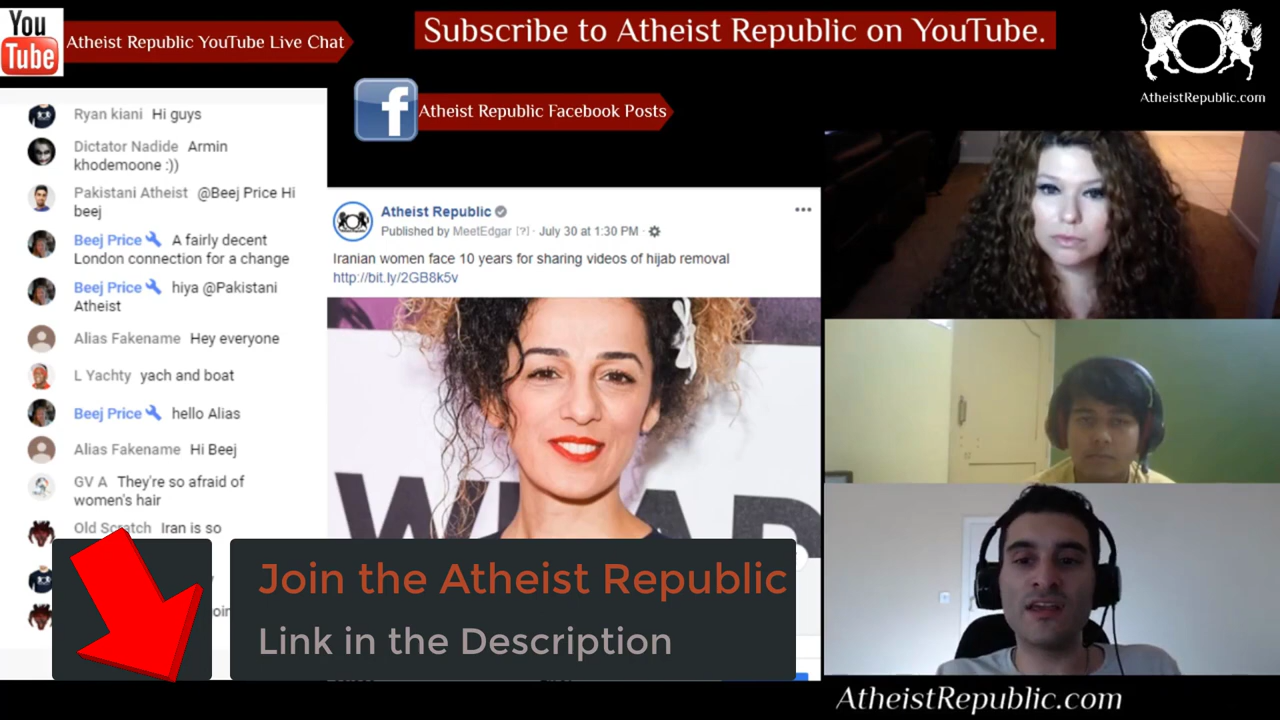 You
Tube
Atheist Republic YouTube Live Chat
Subscribe to Atheist Republic on YouTube.
AtheistRepublic.com
f
Atheist Republic Facebook Posts
Ryan kiani Hi guys
Dictator Nadide Armin
khodemoone :))
Pakistani Atheist @Beej Price Hi
beej
Beej Price A fairly decent
London connection for a change
Beej Price hiya @Pakistani
Atheist
Alias Fakename Hey everyone
L Yachty yach and boat
Beej Price hello Alias
Alias Fakename Hi Beej
GV A They're so afraid of
women's hair
Old Scratch Iran is so
Atheist Republic
Published by MeetEdgar [?] · July 30 at 1:30 PM ·
Iranian women face 10 years for sharing videos of hijab removal
http://bit.ly/2GB8k5v
Join the Atheist Republic
Link in the Description
AtheistRepublic.com